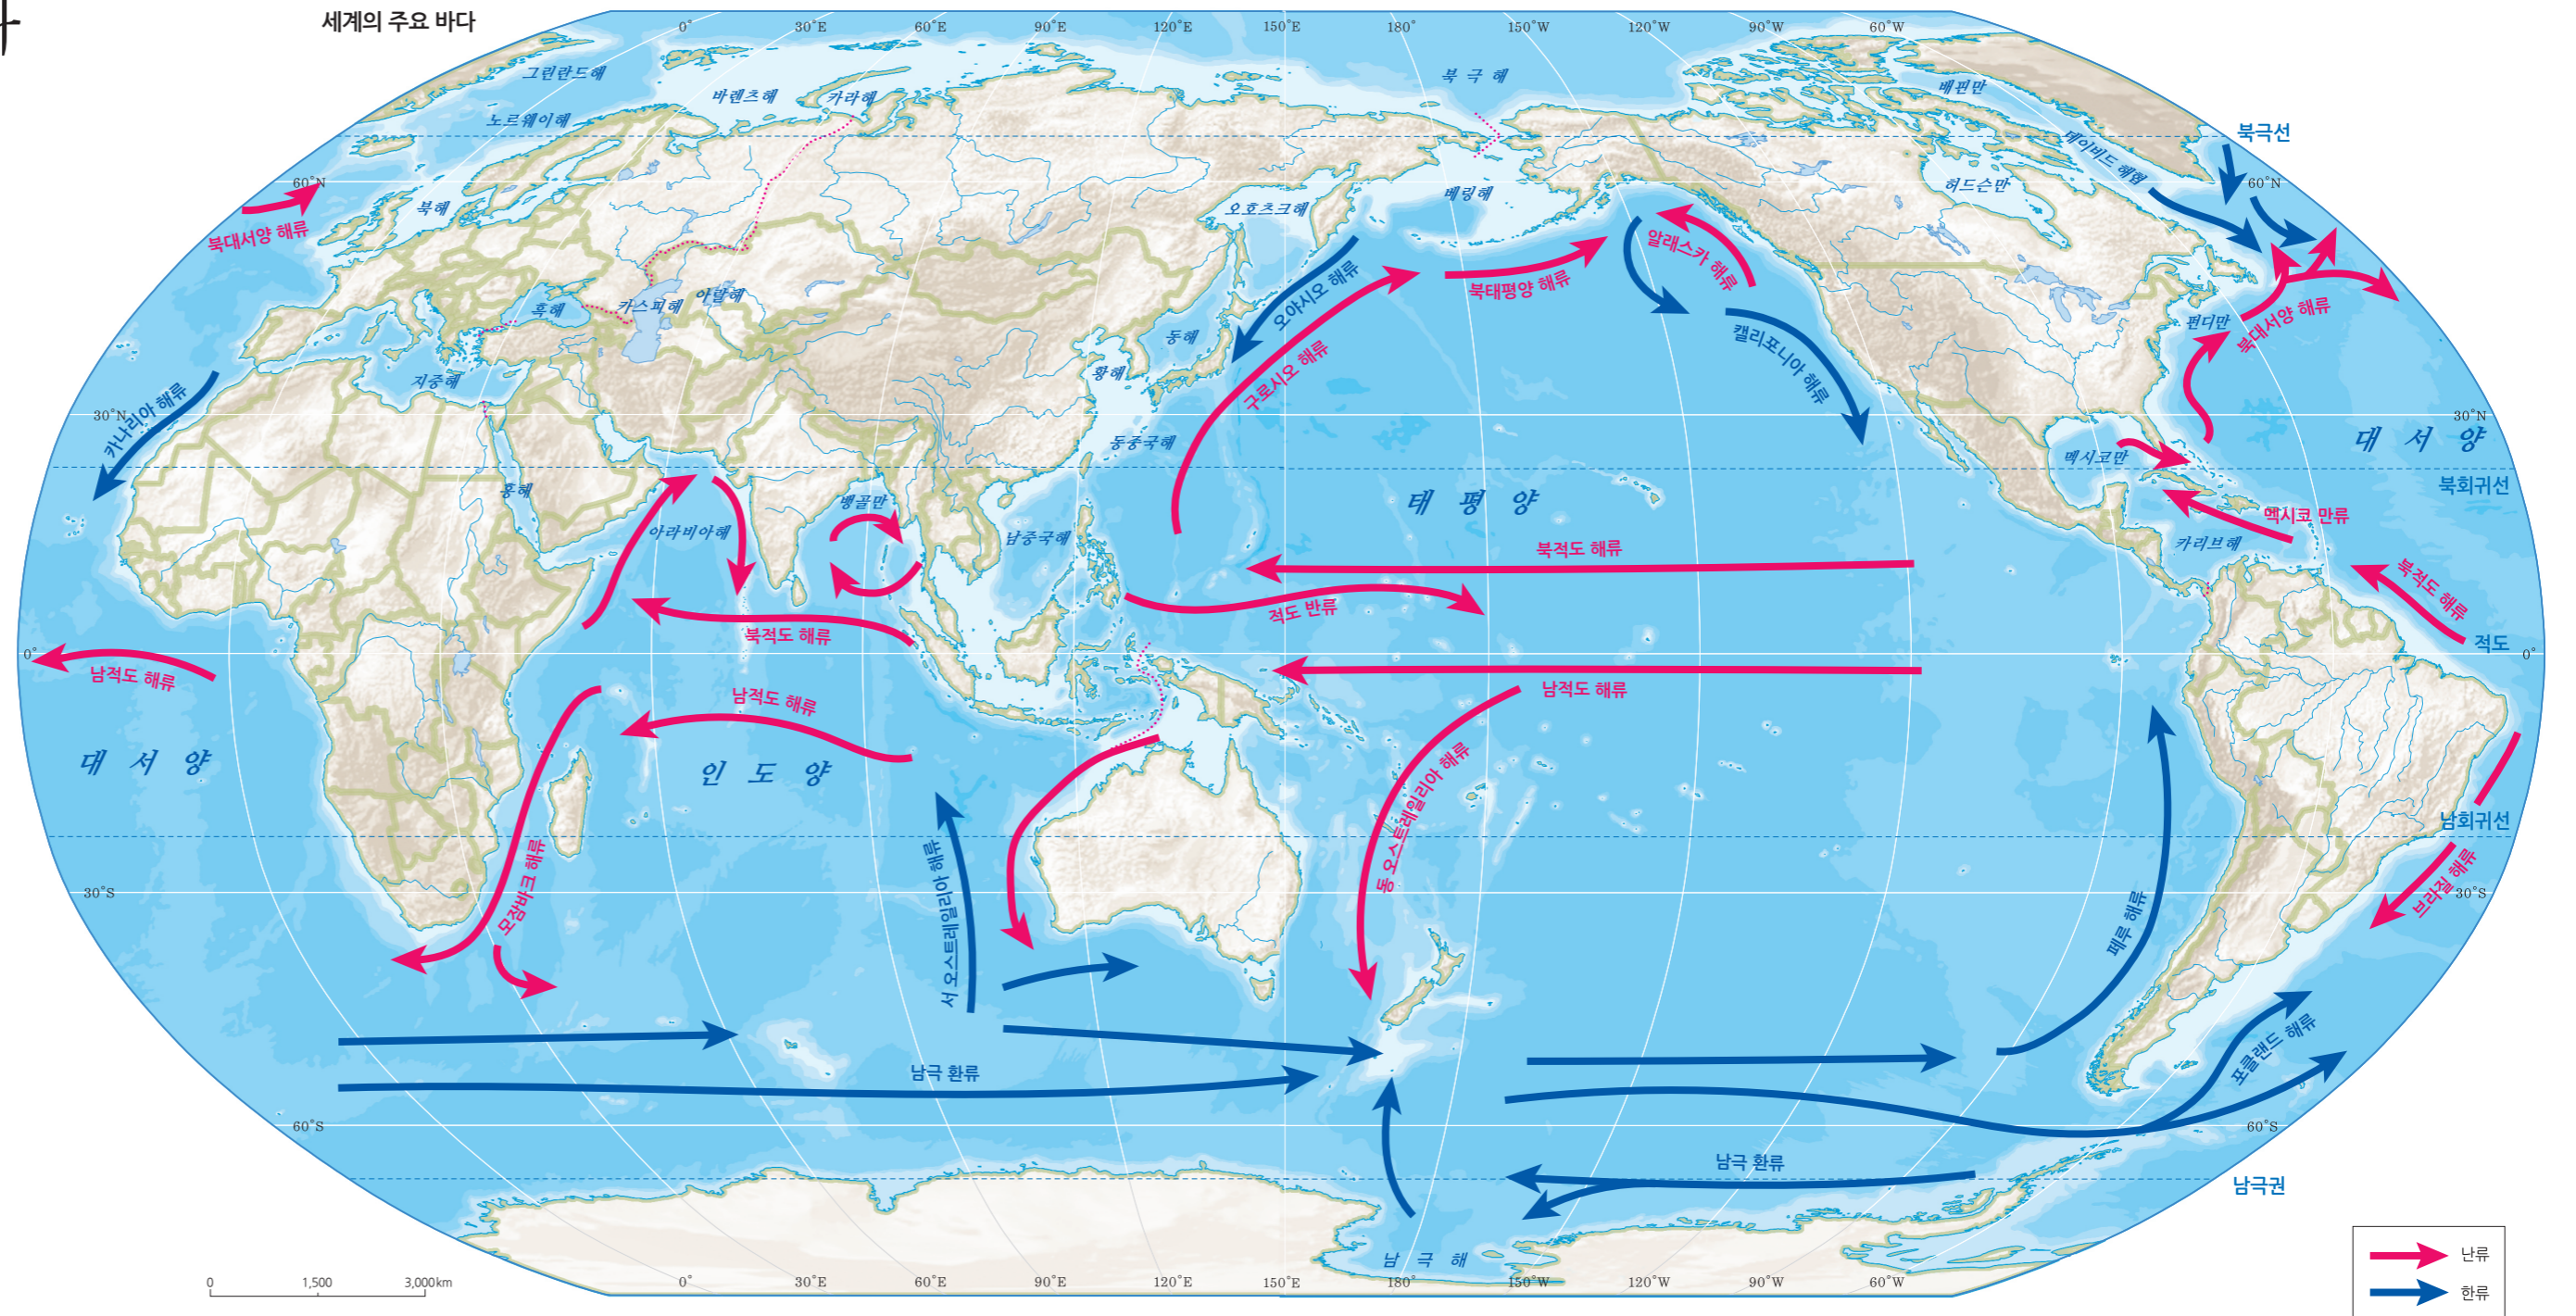 세계의 주요 바다
0°
30°E
60°E
90°E
120°E
150°E
180°
150°W
120°W
90°W
60°W
그린란드해
바렌츠해
카라해
북극해
배핀만
노르웨이해
데이비드 해협
북극선
60°N
60°N
북해
오호츠크해
베링해
허드슨만
북대서양 해류
알래스카 해류
오야시오 해류
북태평양 해류
흑해
카스피해
아랄해
펀디만
북대서양 해류
동해
캘리포니아 해류
황해
지중해
구로시오 해류
카나리아 해류
30°N
30°N
동중국해
대서양
멕시코만
북회귀선
홍해
뱅골만
태평양
아라비아해
남중국해
멕시코 만류
카리브해
북적도 해류
북적도 해류
적도 반류
북적도 해류
적도
0°
0°
남적도 해류
남적도 해류
남적도 해류
대서양
인도양
동 오스트레일리아 해류
남회귀선
모잠바크 해류
서 오스트레일리아 해류
30°S
30°S
브라질 해류
페루 해류
포클랜드 해류
남극 환류
60°S
60°S
남극 환류
남극권
남극해
0°
30°E
60°E
90°E
120°E
150°E
180°
150°W
120°W
90°W
60°W
0 1,500 3,000km
난류
한류